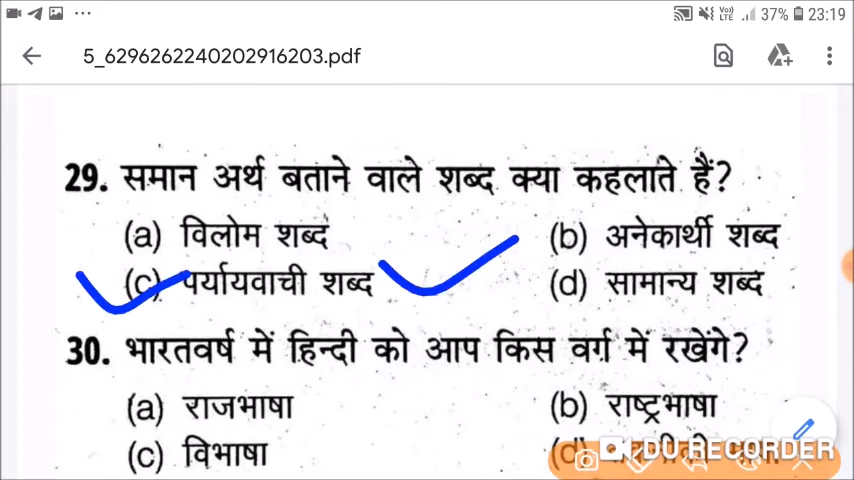 37% 23:19
5_6296262240202916203.pdf
29. समान अर्थ बताने वाले शब्द क्या कहलाते हैं?
(a) विलोम शब्द (b) अनेकार्थी शब्द
(c) पर्यायवाची शब्द (d) सामान्य शब्द
30. भारतवर्ष में हिन्दी को आप किस वर्ग में रखेंगे?
(a) राजभाषा (b) राष्ट्रभाषा
(c) विभाषा (d)
DU RECORDER